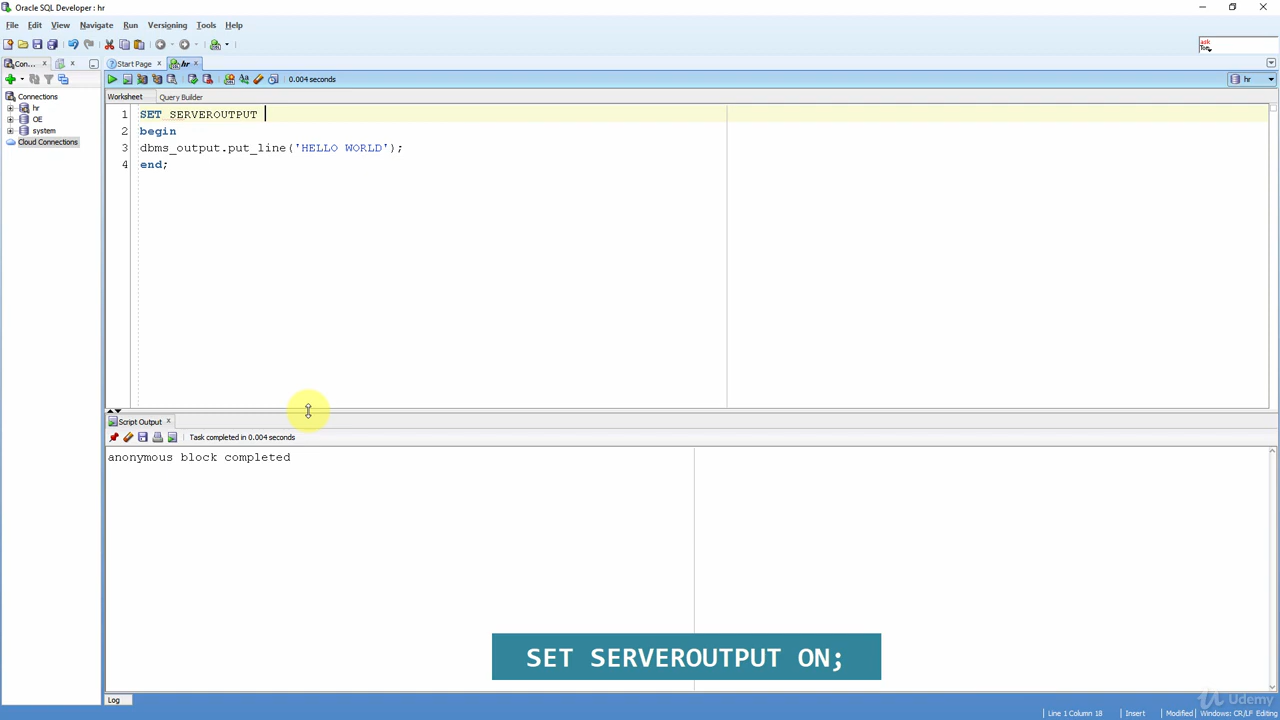 Oracle SQL Developer : hr
File Edit View Navigate Run Versioning Tools Help
Con...
Start Page
hr
0.004 seconds
hr
Worksheet Query Builder
Connections
hr
OE
system
Cloud Connections
1 SET SERVEROUTPUT
2 begin
3 dbms_output.put_line('HELLO WORLD');
4 end;
Script Output
Task completed in 0.004 seconds
anonymous block completed
SET SERVEROUTPUT ON;
Log
Udemy
Line 1 Column 18 Insert Modified Windows: CR/LF Editing